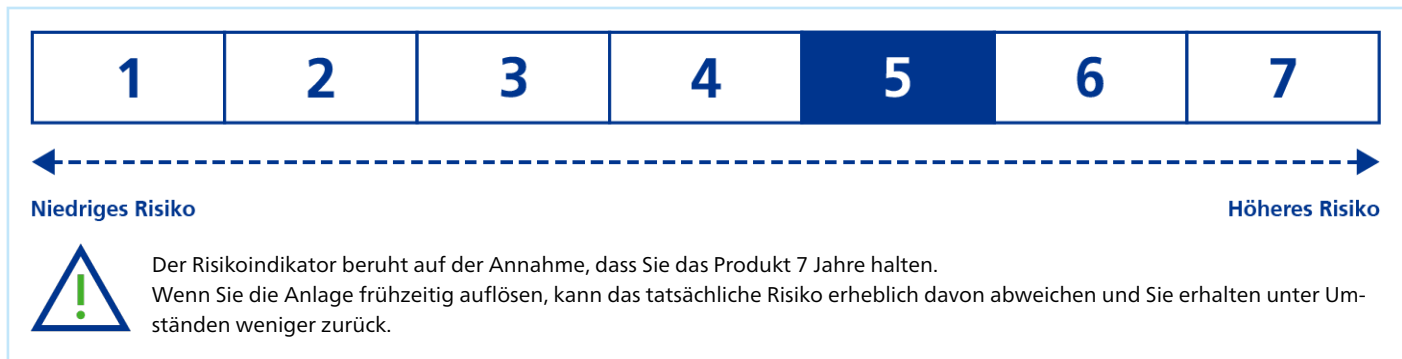 1 2 3 4 5 6 7
Niedriges Risiko Höheres Risiko
Der Risikoindikator beruht auf der Annahme, dass Sie das Produkt 7 Jahre halten.
Wenn Sie die Anlage frühzeitig auflösen, kann das tatsächliche Risiko erheblich davon abweichen und Sie erhalten unter Um-
ständen weniger zurück.